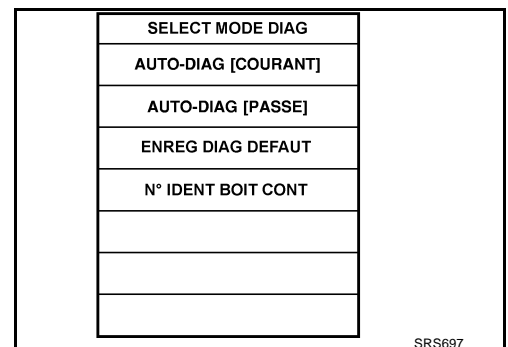 SELECT MODE DIAG
AUTO-DIAG [COURANT]
AUTO-DIAG [PASSE]
ENREG DIAG DEFAUT
N° IDENT BOIT CONT
SRS697